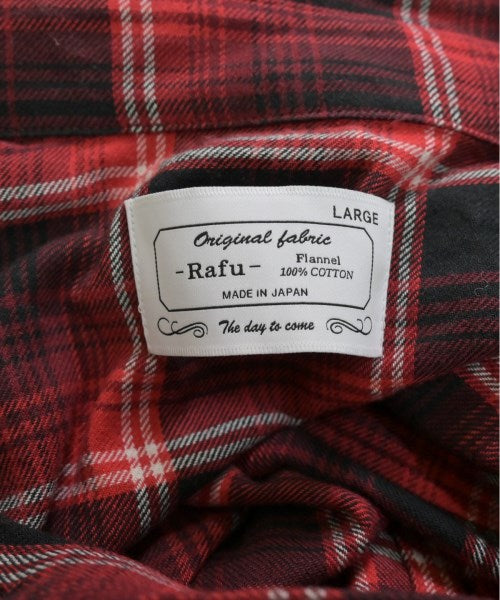 LARGE
Original fabric
-Rafu- Flannel
100% COTTON
MADE IN JAPAN
The day to come